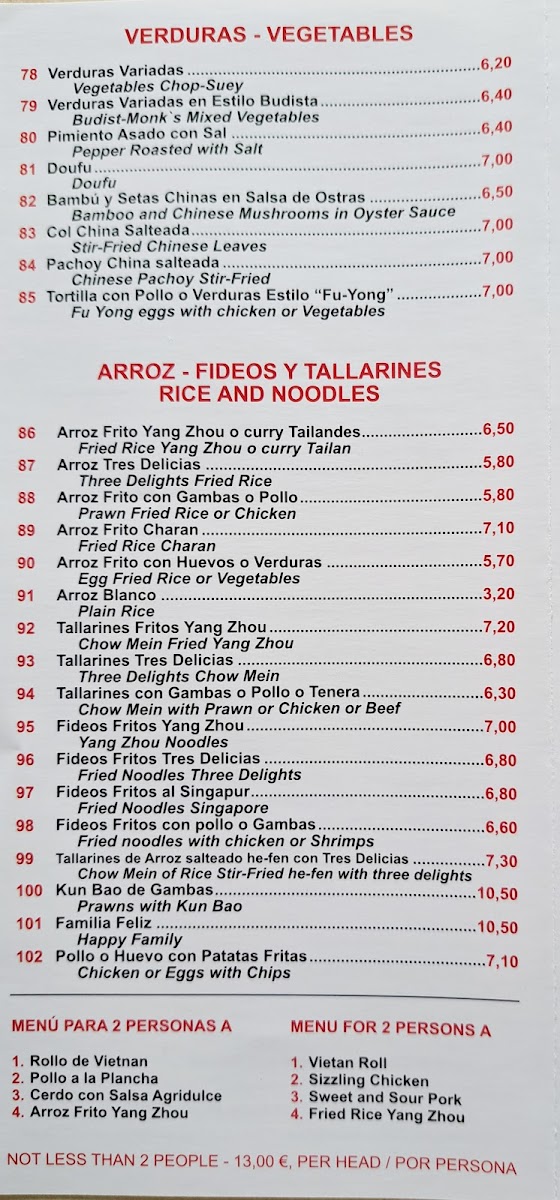 VERDURAS - VEGETABLES
78 Verduras Variadas ........ 6,20
Vegetables Chop-Suey
79 Verduras Variadas en Estilo Budista ........ 6,40
Budist-Monk`s Mixed Vegetables
80 Pimiento Asado con Sal ........ 6,40
Pepper Roasted with Salt
81 Doufu ........ 7,00
Doufu
82 Bambú y Setas Chinas en Salsa de Ostras ........ 6,50
Bamboo and Chinese Mushrooms in Oyster Sauce
83 Col China Salteada ........ 7,00
Stir-Fried Chinese Leaves
84 Pachoy China salteada ........ 7,00
Chinese Pachoy Stir-Fried
85 Tortilla con Pollo o Verduras Estilo “Fu-Yong” ........ 7,00
Fu Yong eggs with chicken or Vegetables
ARROZ - FIDEOS Y TALLARINES
RICE AND NOODLES
86 Arroz Frito Yang Zhou o curry Tailandes ........ 6,50
Fried Rice Yang Zhou o curry Tailan
87 Arroz Tres Delicias ........ 5,80
Three Delights Fried Rice
88 Arroz Frito con Gambas o Pollo ........ 5,80
Prawn Fried Rice or Chicken
89 Arroz Frito Charan ........ 7,10
Fried Rice Charan
90 Arroz Frito con Huevos o Verduras ........ 5,70
Egg Fried Rice or Vegetables
91 Arroz Blanco ........ 3,20
Plain Rice
92 Tallarines Fritos Yang Zhou ........ 7,20
Chow Mein Fried Yang Zhou
93 Tallarines Tres Delicias ........ 6,80
Three Delights Chow Mein
94 Tallarines con Gambas o Pollo o Tenera ........ 6,30
Chow Mein with Prawn or Chicken or Beef
95 Fideos Fritos Yang Zhou ........ 7,00
Yang Zhou Noodles
96 Fideos Fritos Tres Delicias ........ 6,80
Fried Noodles Three Delights
97 Fideos Fritos al Singapur ........ 6,80
Fried Noodles Singapore
98 Fideos Fritos con pollo o Gambas ........ 6,60
Fried noodles with chicken or Shrimps
99 Tallarines de Arroz salteado he-fen con Tres Delicias ........ 7,30
Chow Mein of Rice Stir-Fried he-fen with three delights
100 Kun Bao de Gambas ........ 10,50
Prawns with Kun Bao
101 Familia Feliz ........ 10,50
Happy Family
102 Pollo o Huevo con Patatas Fritas ........ 7,10
Chicken or Eggs with Chips
MENÚ PARA 2 PERSONAS A
1. Rollo de Vietnan
2. Pollo a la Plancha
3. Cerdo con Salsa Agridulce
4. Arroz Frito Yang Zhou
MENU FOR 2 PERSONS A
1. Vietan Roll
2. Sizzling Chicken
3. Sweet and Sour Pork
4. Fried Rice Yang Zhou
NOT LESS THAN 2 PEOPLE - 13,00 €, PER HEAD / POR PERSONA